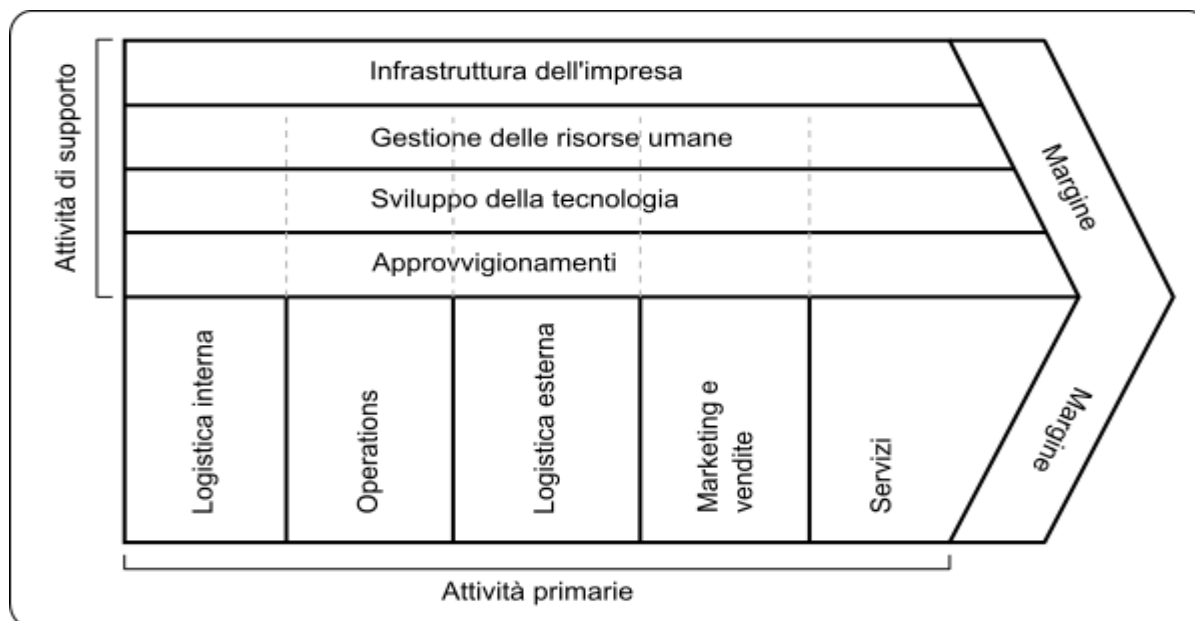 Attività di supporto
Infrastruttura dell'impresa
Gestione delle risorse umane
Sviluppo della tecnologia
Approvvigionamenti
Margine
Logistica interna
Operations
Logistica esterna
Marketing e
vendite
Servizi
Margine
Attività primarie